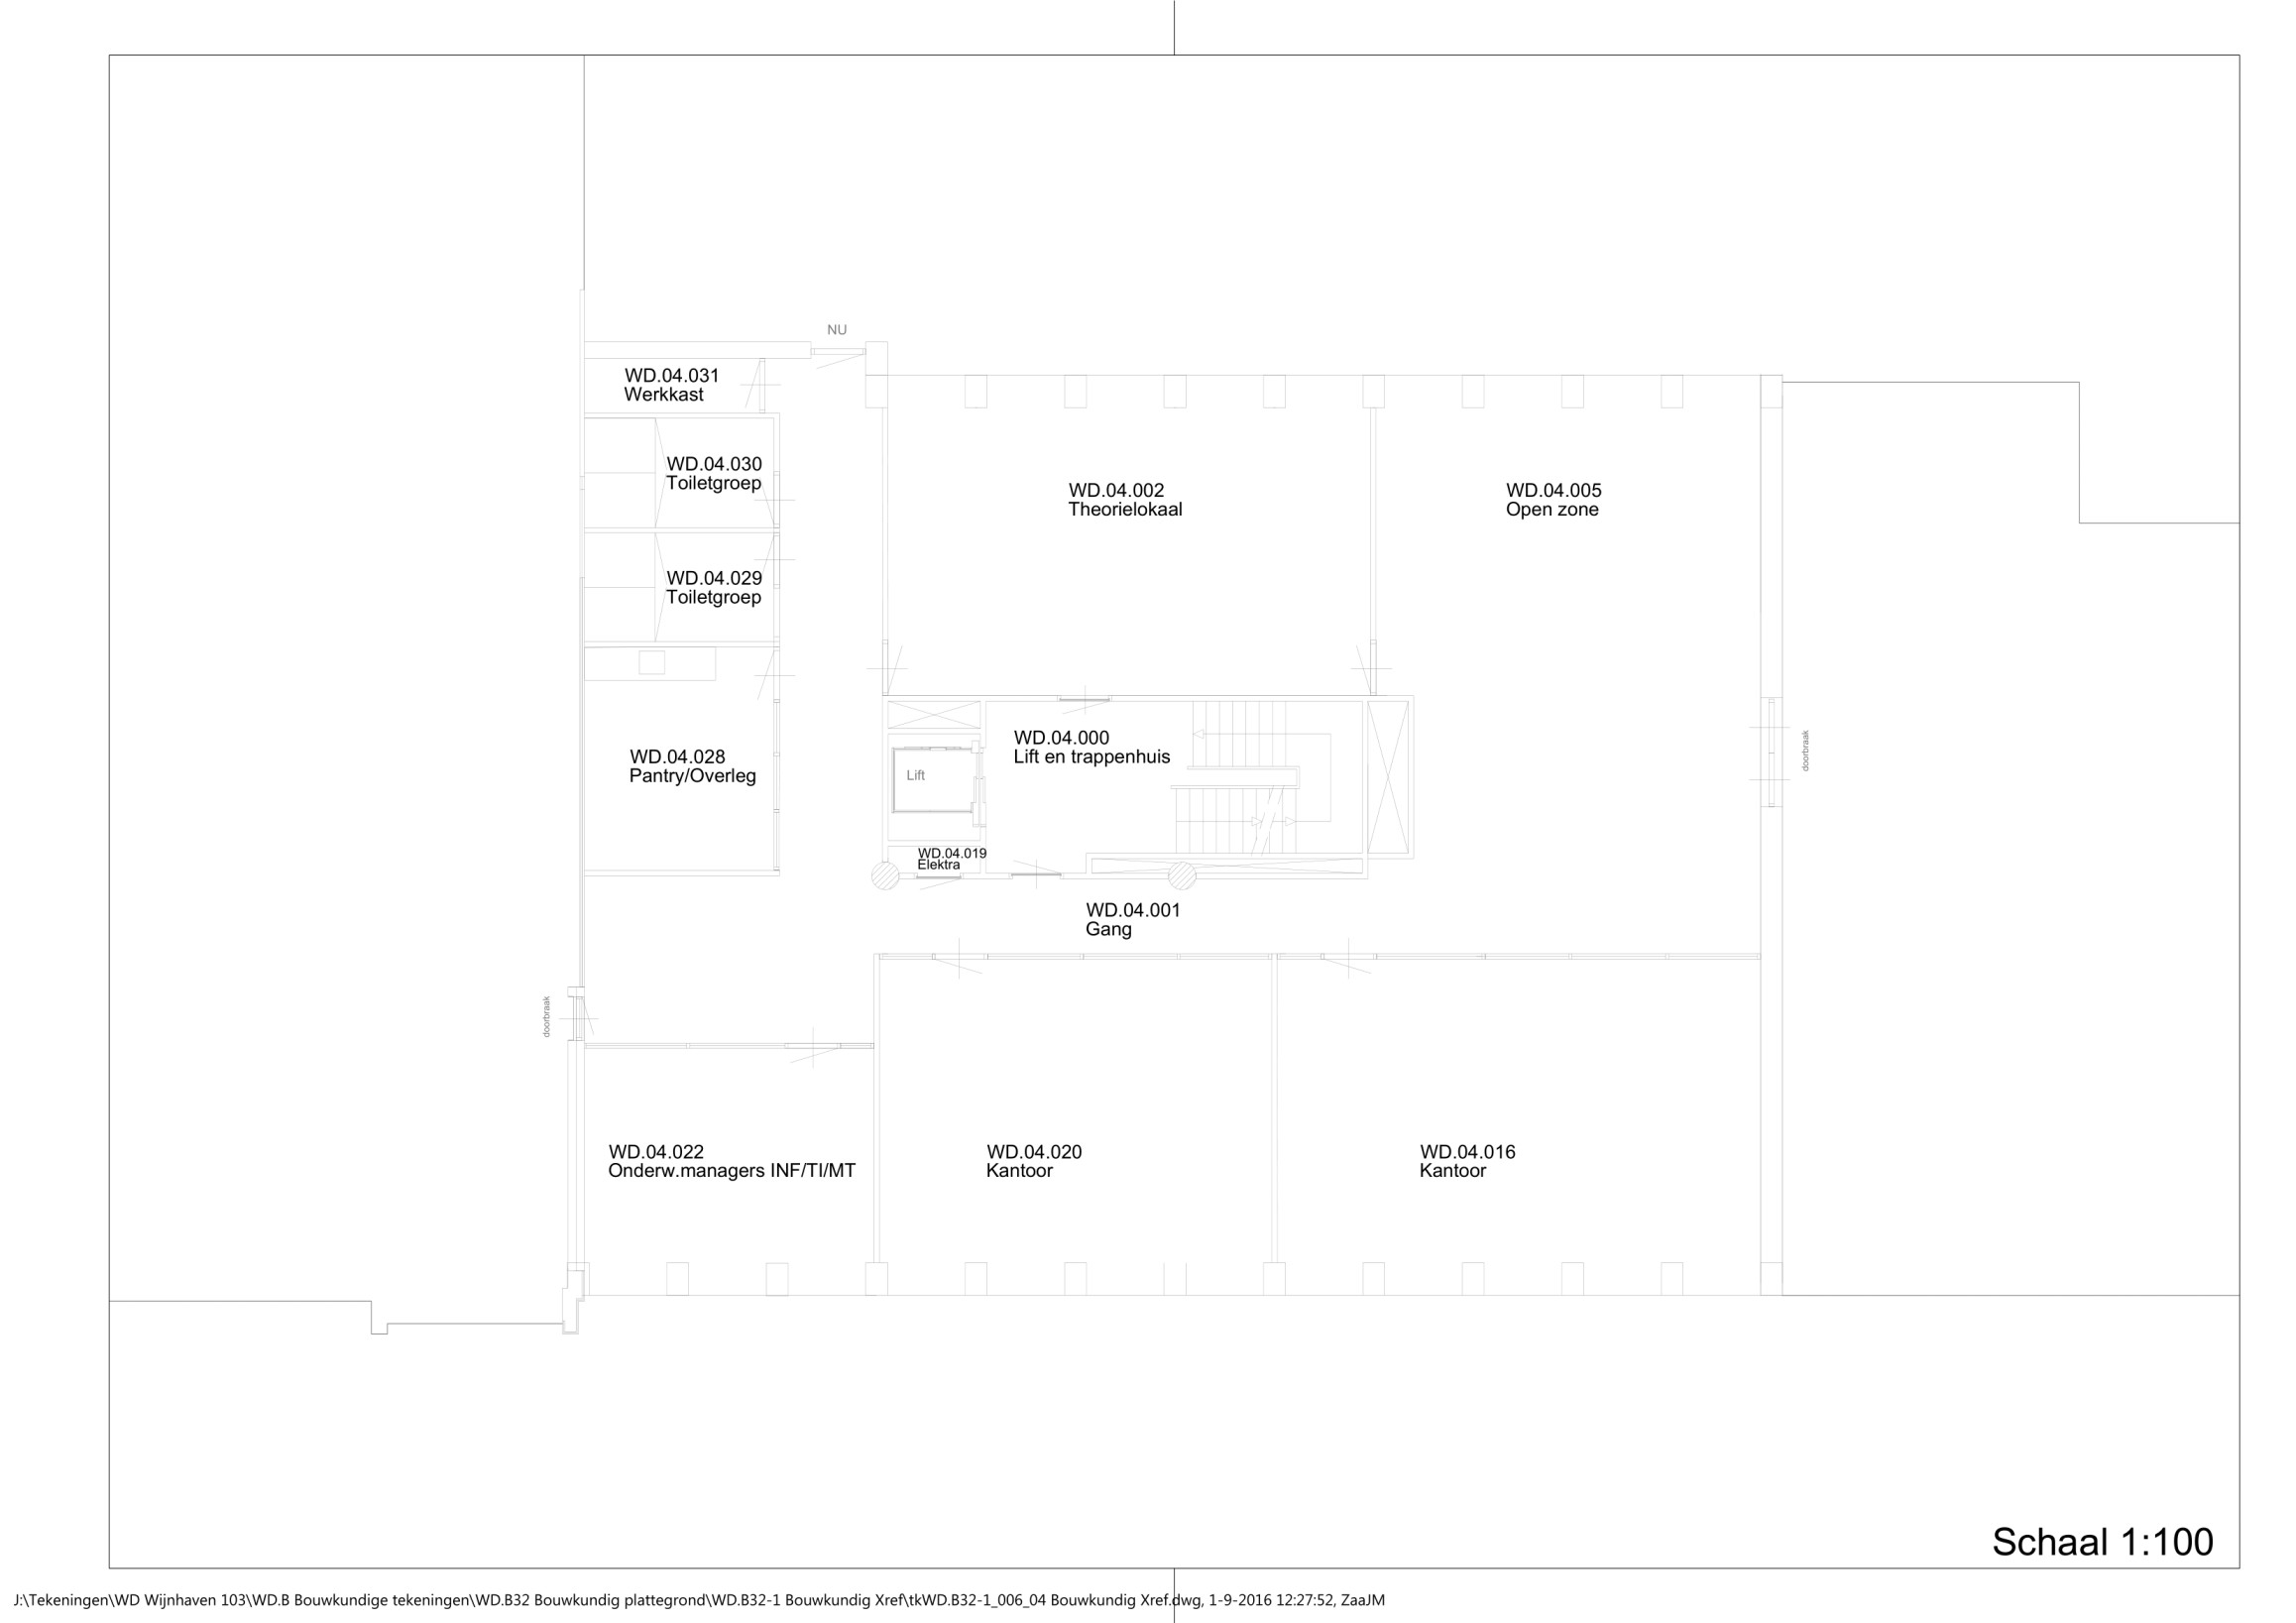 NU
WD.04.031
Werkkast
WD.04.030
Toiletgroep
WD.04.002
Theorielokaal
WD.04.005
Open zone
WD.04.029
Toiletgroep
WD.04.028
Pantry/Overleg
Lift
WD.04.000
Lift en trappenhuis
doorbraak
WD.04.019
Elektra
WD.04.001
Gang
doorbraak
WD.04.022
Onderw.managers INF/TI/MT
WD.04.020
Kantoor
WD.04.016
Kantoor
Schaal 1:100
J:\Tekeningen\WD Wijnhaven 103\WD.B Bouwkundige tekeningen\WD.B32 Bouwkundig plattegrond\WD.B32-1 Bouwkundig Xref\tkWD.B32-1_006_04 Bouwkundig Xref.dwg, 1-9-2016 12:27:52, ZaaJM